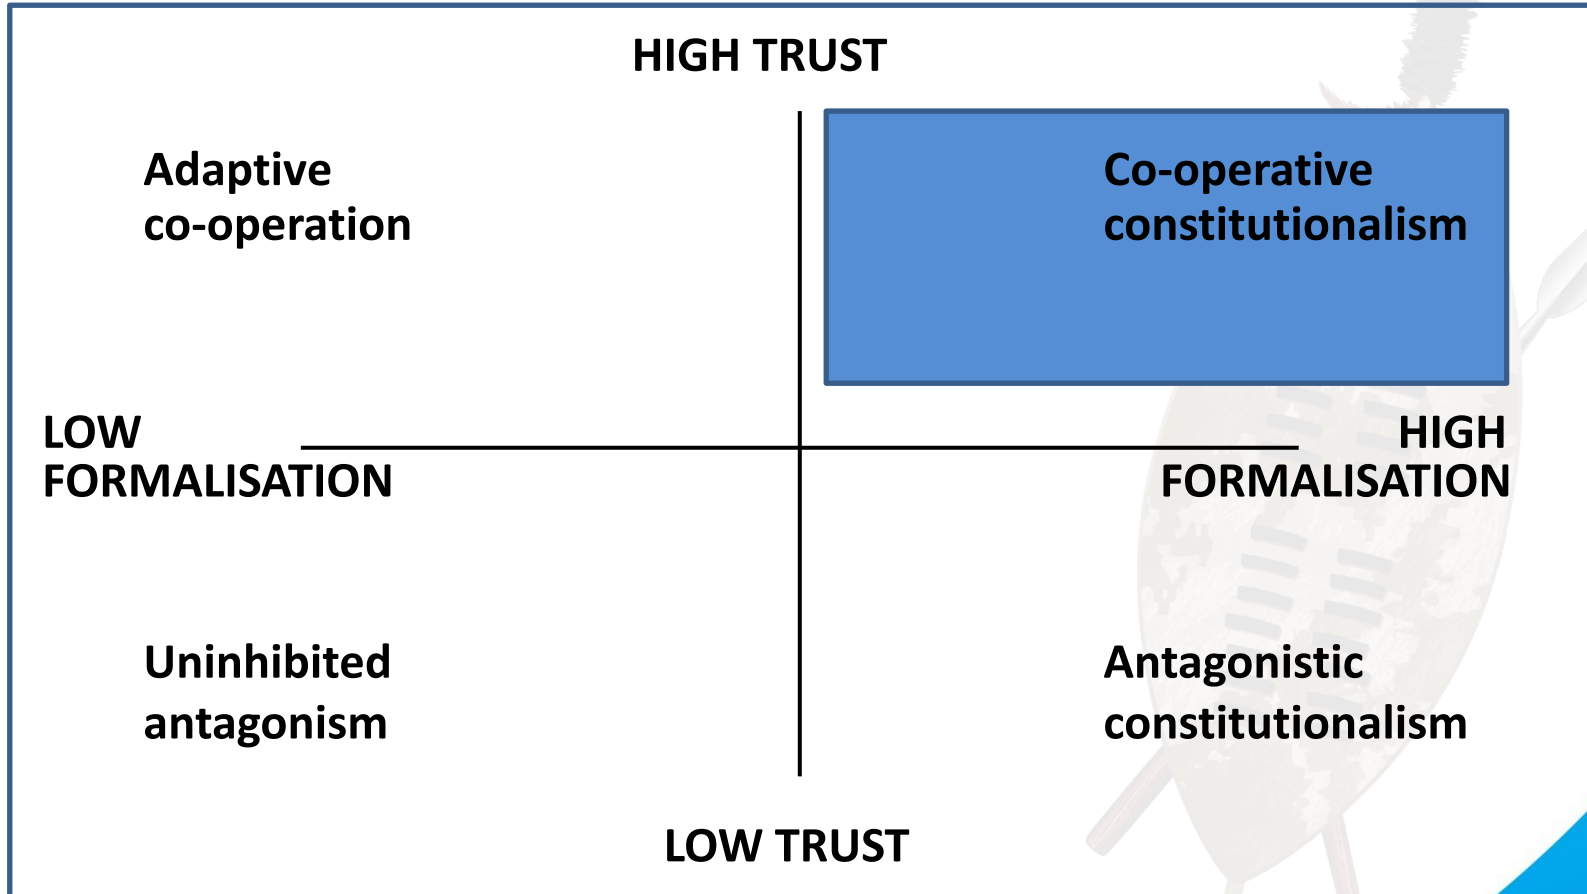 HIGH TRUST
Adaptive
co-operation
Co-operative
constitutionalism
LOW
FORMALISATION
HIGH
FORMALISATION
Uninhibited
antagonism
Antagonistic
constitutionalism
LOW TRUST